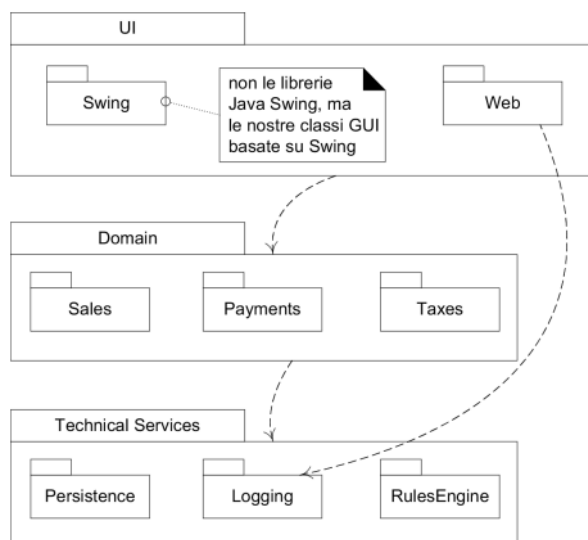 UI
Swing
non le librerie
Java Swing, ma
le nostre classi GUI
basate su Swing
Web
Domain
Sales
Payments
Taxes
Technical Services
Persistence
Logging
RulesEngine